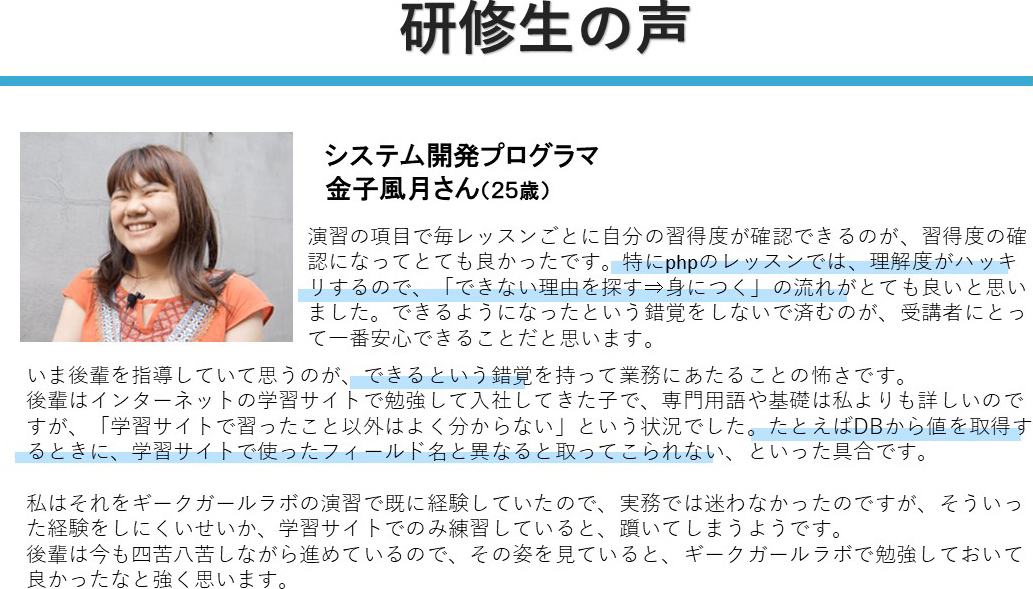 研修生の声
システム開発プログラマ
金子風月さん（25歳）
演習の項目で毎レッスンごとに自分の習得度が確認できるのが、習得度の確
認になってとても良かったです。特にphpのレッスンでは、理解度がハッキ
リするので、「できない理由を探す⇒身につく」の流れがとても良いと思い
ました。できるようになったという錯覚をしないで済むのが、受講者にとっ
て一番安心できることだと思います。
いま後輩を指導していて思うのが、できるという錯覚を持って業務にあたることの怖さです。
後輩はインターネットの学習サイトで勉強して入社してきた子で、専門用語や基礎は私よりも詳しいので
すが、「学習サイトで習ったこと以外はよく分からない」という状況でした。たとえばDBから値を取得す
るときに、学習サイトで使ったフィールド名と異なると取ってこられない、といった具合です。
私はそれをギークガールラボの演習で既に経験していたので、実務では迷わなかったのですが、そういっ
た経験をしにくいせいか、学習サイトでのみ練習していると、躓いてしまうようです。
後輩は今も四苦八苦しながら進めているので、その姿を見ていると、ギークガールラボで勉強しておいて
良かったなと強く思います。